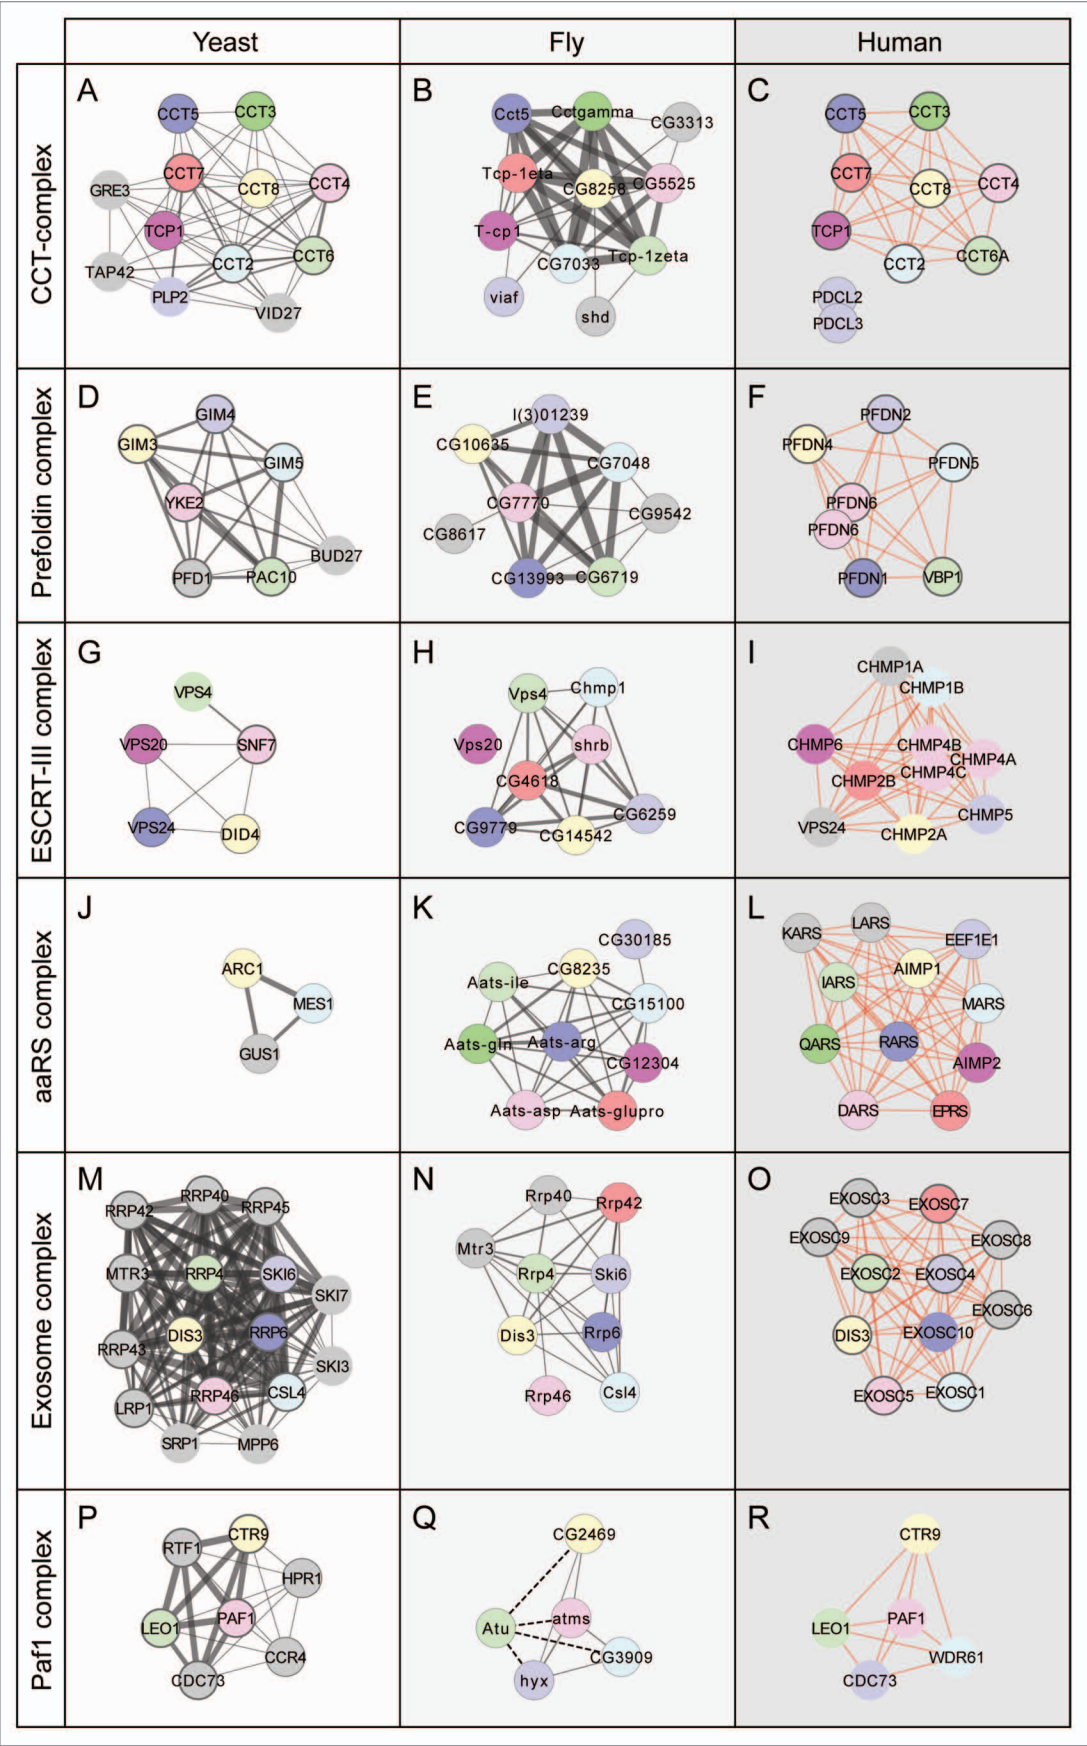 Yeast Fly Human
CCT-complex
A
CCT5 CCT3
CCT7
GRE3 CCT8 CCT4
TCP1
TAP42 CCT2 CCT6
PLP2 VID27
B
Cct5 Cctgamma
CG3313
Tcp-1eta CG8258 CG5525
T-cp1
CG7033 Tcp-1zeta
viaf shd
C
CCT5 CCT3
CCT7 CCT8 CCT4
TCP1
CCT2 CCT6A
PDCL2
PDCL3
Prefoldin complex
D
GIM4
GIM3
GIM5
YKE2
BUD27
PFD1 PAC10
E
l(3)01239
CG10635
CG7048
CG7770
CG9542
CG8617
CG13993 CG6719
F
PFDN2
PFDN4
PFDN5
PFDN6
PFDN6
PFDN1 VBP1
ESCRT-III complex
G
VPS4
VPS20 SNF7
VPS24 DID4
H
Vps4 Chmp1
Vps20 shrb
CG4618
CG6259
CG9779 CG14542
I
CHMP1A
CHMP1B
CHMP6 CHMP4B
CHMP4A
CHMP4C
CHMP2B
CHMP5
VPS24 CHMP2A
aaRS complex
J
ARC1
MES1
GUS1
K
CG30185
CG8235
Aats-ile
CG15100
Aats-gln Aats-arg
CG12304
Aats-asp Aats-glupro
L
KARS LARS
EEF1E1
AIMP1
IARS
MARS
QARS RARS
AIMP2
DARS EPRS
Exosome complex
M
RRP40
RRP42 RRP45
MTR3 RRP4 SKI6
SKI7
DIS3 RRP6
RRP43
SKI3
RRP46 CSL4
LRP1
SRP1 MPP6
N
Rrp40 Rrp42
Mtr3
Rrp4 Ski6
Dis3 Rrp6
Rrp46 Csl4
O
EXOSC3 EXOSC7
EXOSC9 EXOSC8
EXOSC2 EXOSC4
EXOSC6
DIS3 EXOSC10
EXOSC5 EXOSC1
Paf1 complex
P
CTR9
RTF1
HPR1
LEO1 PAF1
CCR4
CDC73
Q
CG2469
Atu atms
CG3909
hyx
R
CTR9
LEO1 PAF1
WDR61
CDC73